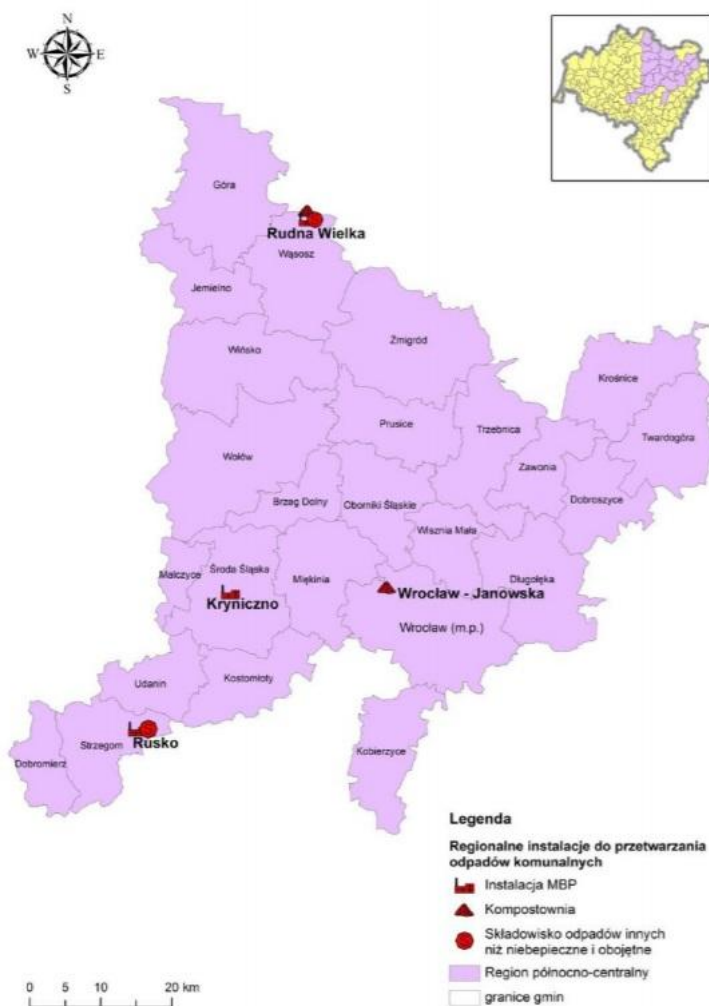 N
W
E
S
Góra
Rudna Wielka
Wąsosz
Jemielno
Żmigród
Wińsko
Krośnice
Prusice
Trzebnica
Twardogóra
Wołów
Zawonia
Brzeg Dolny
Oborniki Śląskie
Dobroszyce
Wisznia Mała
Malczyce
Środa Śląska
Miękinia
Długołęka
Kryniczno
Wrocław - Janowska
Wrocław (m.p.)
Udanin
Kostomłoty
Strzegom
Rusko
Kobierzyce
Dobromierz
Legenda
Regionalne instalacje do przetwarzania
odpadów komunalnych
Instalacja MBP
Kompostownia
Składowisko odpadów innych
niż niebepieczne i obojętne
Region północno-centralny
granice gmin
0 5 10 20 km